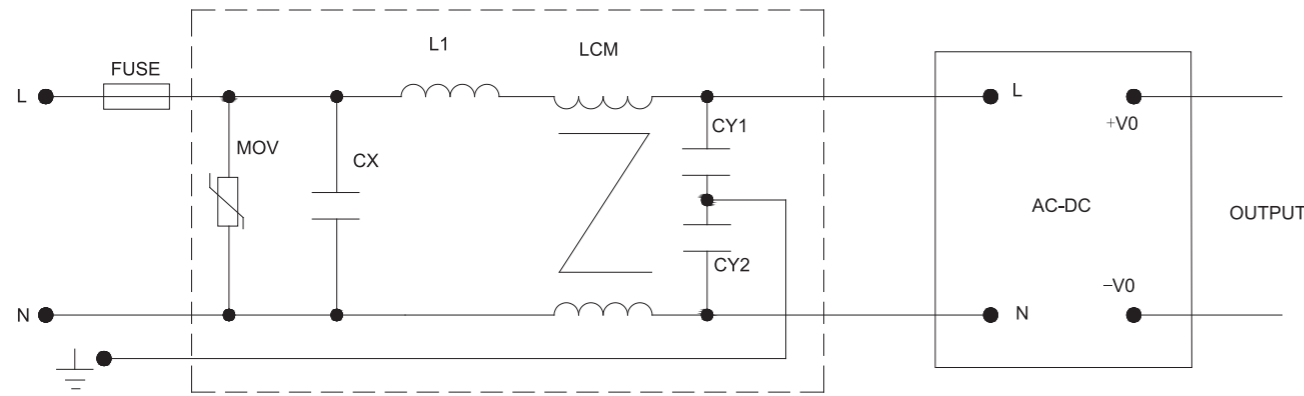 L1
LCM
FUSE
L
MOV
CX
CY1
CY2
N
L
+V0
AC-DC
OUTPUT
−V0
N